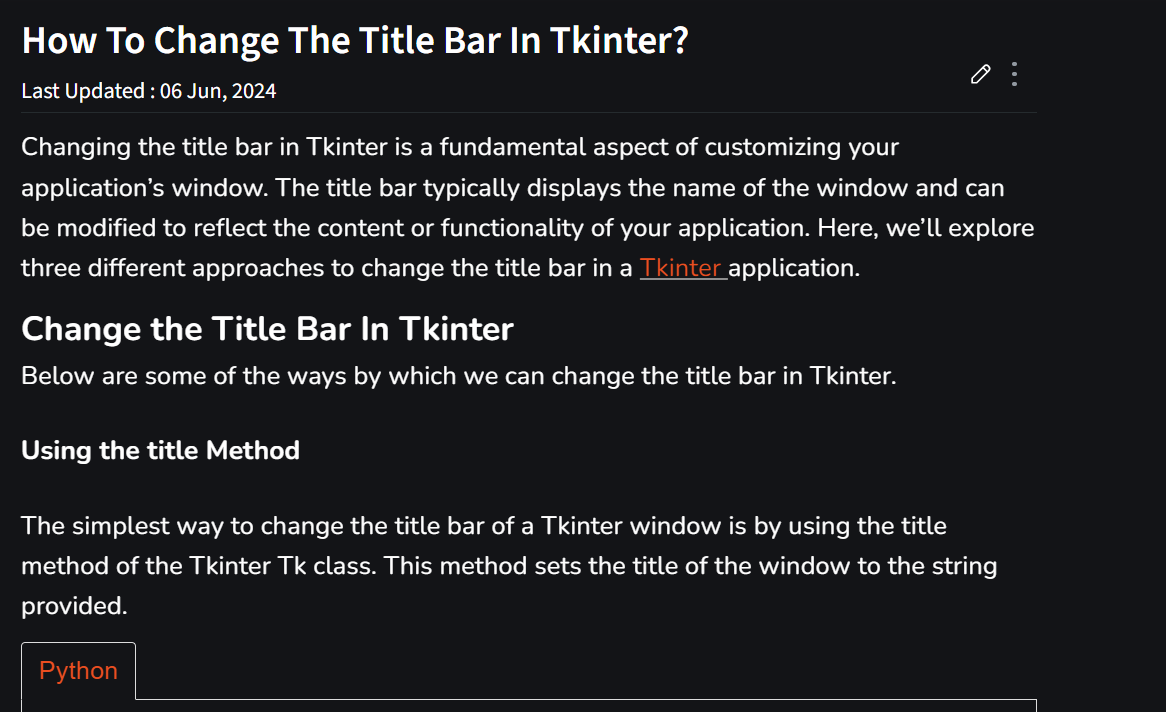 How To Change The Title Bar In Tkinter?
Last Updated : 06 Jun, 2024
Changing the title bar in Tkinter is a fundamental aspect of customizing your
application’s window. The title bar typically displays the name of the window and can
be modified to reflect the content or functionality of your application. Here, we’ll explore
three different approaches to change the title bar in a Tkinter application.
Change the Title Bar In Tkinter
Below are some of the ways by which we can change the title bar in Tkinter.
Using the title Method
The simplest way to change the title bar of a Tkinter window is by using the title
method of the Tkinter Tk class. This method sets the title of the window to the string
provided.
Python